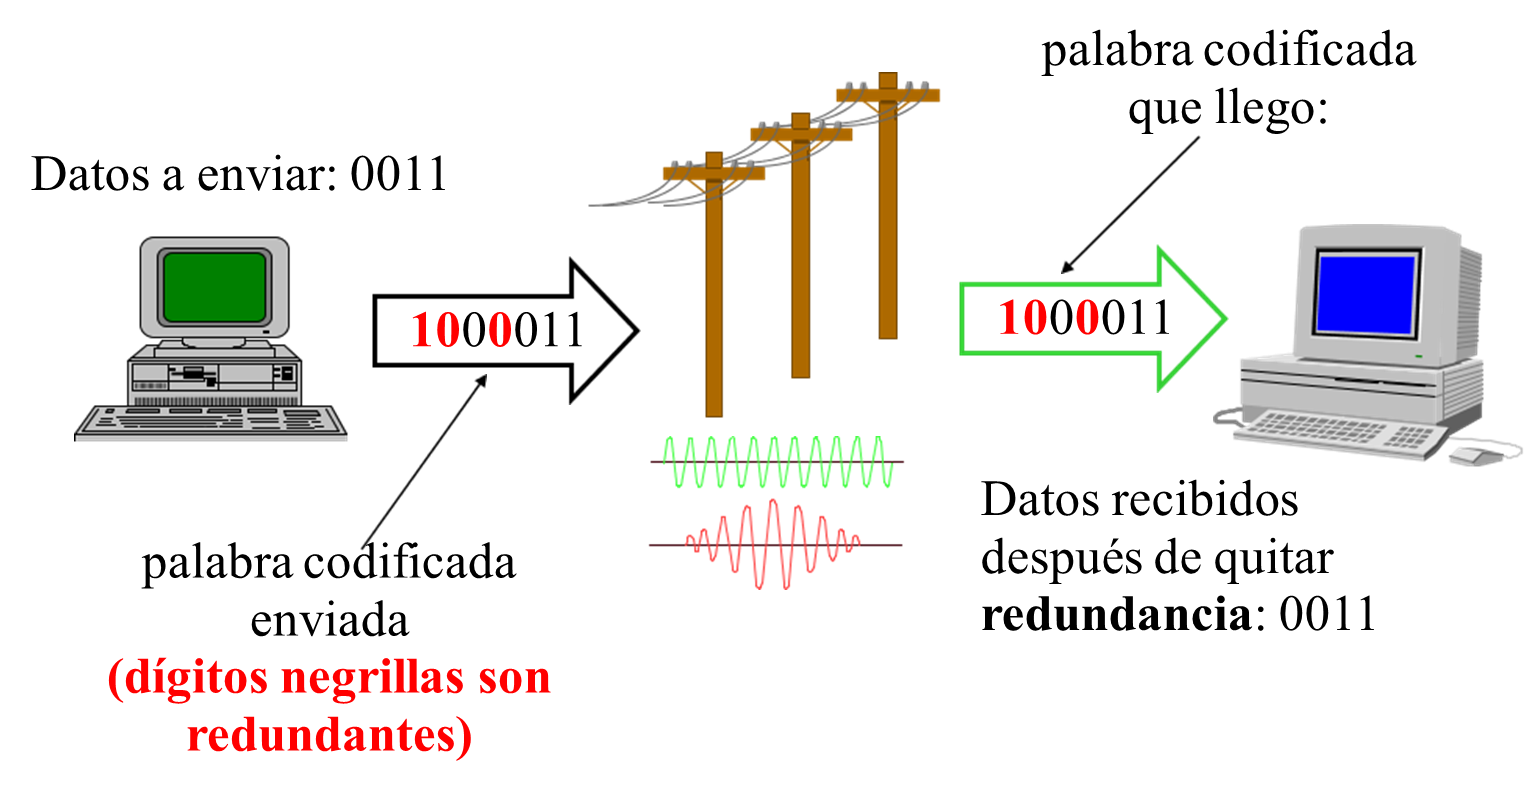 Datos a enviar: 0011
1000011
palabra codificada
enviada
(dígitos negrillas son
redundantes)
palabra codificada
que llego:
1000011
Datos recibidos
después de quitar
redundancia: 0011